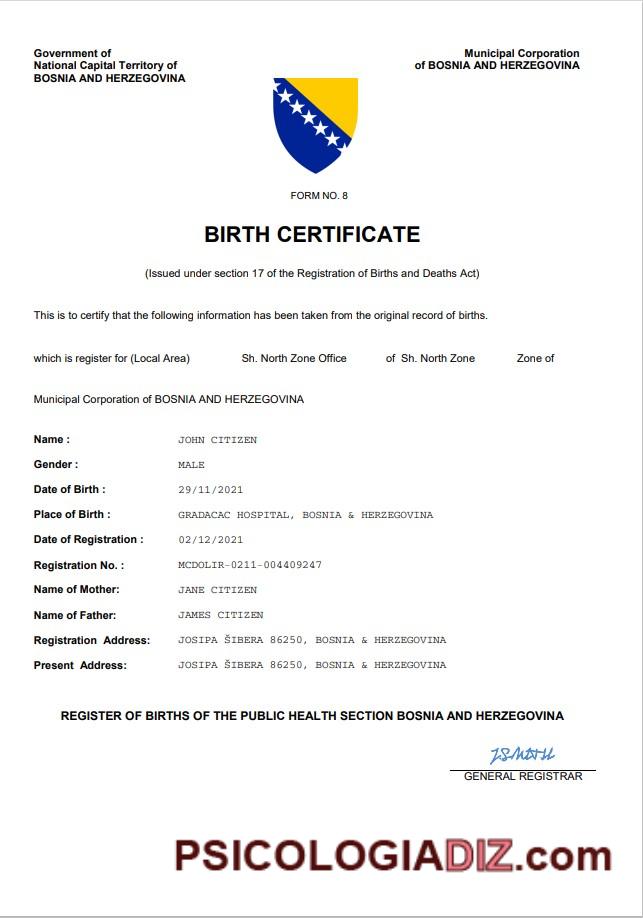 Government of
National Capital Territory of
BOSNIA AND HERZEGOVINA
Municipal Corporation
of BOSNIA AND HERZEGOVINA
FORM NO. 8
BIRTH CERTIFICATE
(Issued under section 17 of the Registration of Births and Deaths Act)
This is to certify that the following information has been taken from the original record of births.
which is register for (Local Area) Sh. North Zone Office of Sh. North Zone Zone of
Municipal Corporation of BOSNIA AND HERZEGOVINA
Name : JOHN CITIZEN
Gender : MALE
Date of Birth : 29/11/2021
Place of Birth : GRADACAC HOSPITAL, BOSNIA & HERZEGOVINA
Date of Registration : 02/12/2021
Registration No. : MCDOLIR-0211-004409247
Name of Mother: JANE CITIZEN
Name of Father: JAMES CITIZEN
Registration Address: JOSIPA ŠIBERA 86250, BOSNIA & HERZEGOVINA
Present Address: JOSIPA ŠIBERA 86250, BOSNIA & HERZEGOVINA
REGISTER OF BIRTHS OF THE PUBLIC HEALTH SECTION BOSNIA AND HERZEGOVINA
GENERAL REGISTRAR
PSICOLOGIADIZ.com